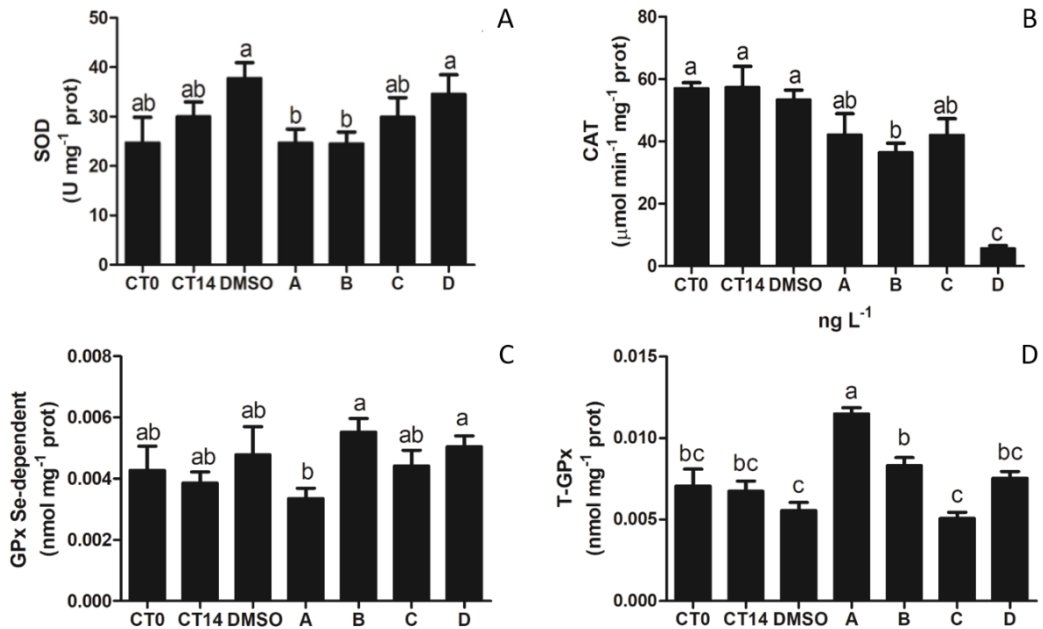 A
SOD
(U mg-1 prot)
50
40
30
20
10
0
ab
ab
a
b
b
ab
a
CT0 CT14 DMSO A B C D
B
CAT
(μmol min-1 mg-1 prot)
80
60
40
20
0
a
a
a
ab
b
ab
c
CT0 CT14 DMSO A B C D
ng L-1
C
GPx Se-dependent
(nmol mg-1 prot)
0.008
0.006
0.004
0.002
0.000
ab
ab
ab
b
a
ab
a
CT0 CT14 DMSO A B C D
D
T-GPx
(nmol mg-1 prot)
0.015
0.010
0.005
0.000
bc
bc
c
a
b
c
bc
CT0 CT14 DMSO A B C D